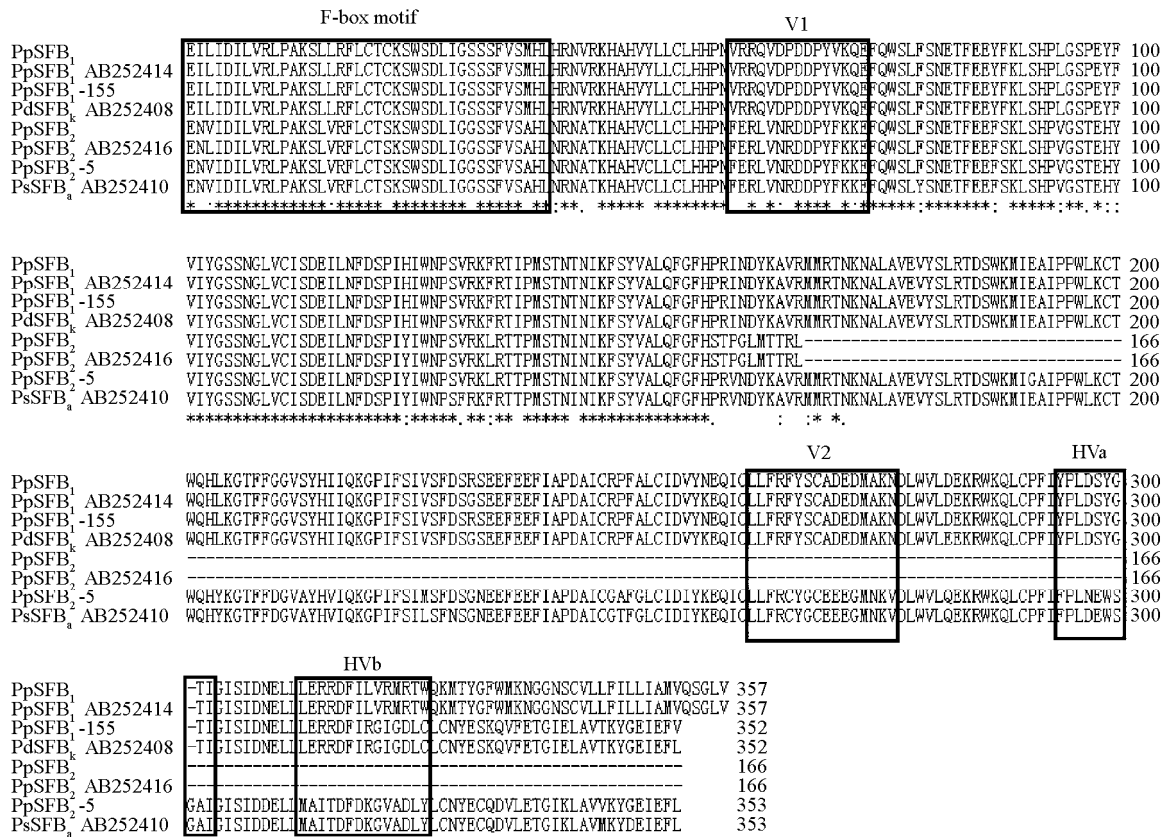 F-box motif V1
PpSFB1 EILIDILVRLPAKSLLRFLCTCKSWSDLIGSSSFVSMHLHRNVRKHAHVYLLCLHHPNVRRQVDPDDPYVKQEFQWSLFSNETFEEYFKLSHPLGSPEYF 100
PpSFB1 AB252414 EILIDILVRLPAKSLLRFLCTCKSWSDLIGSSSFVSMHLHRNVRKHAHVYLLCLHHPNVRRQVDPDDPYVKQEFQWSLFSNETFEEYFKLSHPLGSPEYF 100
PpSFB1-155 EILIDILVRLPAKSLLRFLCTCKSWSDLIGSSSFVSMHLHRNVRKHAHVYLLCLHHPNVRRQVDPDDPYVKQEFQWSLFSNETFEEYFKLSHPLGSPEYF 100
PdSFBk AB252408 EILIDILVRLPAKSLLRFLCTCKSWSDLIGSSSFVSMHLHRNVRKHAHVYLLCLHHPNVRRQVDPDDPYVKQEFQWSLFSNETFEEYFKLSHPLGSPEYF 100
PpSFB2 ENVIDILVRLPAKSLVRFLCTSKSWSDLIGGSSFVSAHLNRNATKHAHVCLLCLHHPNFERLVNRDDPYFKKEFQWSLFSNETFEEFSKLSHPVGSTEHY 100
PpSFB2 AB252416 ENLIDILVRLPAKSLVRFLCTSKSWSDLIGGSSFVSAHLNRNATKHAHVCLLCLHHPNFERLVNRDDPYFKKEFQWSLFSNETFEEFSKLSHPVGSTEHY 100
PpSFB2-5 ENVIDILVRLPAKSLVRFLCTSKSWSDLIGGSSFVSAHLNRNATKHAHVCLLCLHHPNFERLVNRDDPYFKKEFQWSLFSNETFEEFSKLSHPVGSTEHY 100
PsSFBa AB252410 ENVIDILVRLPAKSLVRFLCTSKSWSDLIGGSSFVSAHLNRNATKHAHVCLLCLHHPNFERLVNRDDPYFKKEFQWSLYSNETFEEFSKLSHPVGSTEHY 100
PpSFB1 VIYGSSNGLVCISDEILNFDSPIHIWNPSVRKFRTIPMSTNTNIKFSYVALQFGFHPRINDYKAVRMMRTNKNALAVEVYSLRTDSWKMIEAIPPWLKCT 200
PpSFB1 AB252414 VIYGSSNGLVCISDEILNFDSPIHIWNPSVRKFRTIPMSTNINIKFSYVALQFGFHPRINDYKAVRMMRTNKNALAVEVYSLRTDSWKMIEAIPPWLKCT 200
PpSFB1-155 VIYGSSNGLVCISDEILNFDSPIHIWNPSVRKFRTIPMSTNINIKFSYVALQFGFHPRINDYKAVRMMRTNKNALAVEVYSLRTDSWKMIEAIPPWLKCT 200
PdSFBk AB252408 VIYGSSNGLVCISDEILNFDSPIHIWNPSVRKFRTIPMSTNINIKFSYVALQFGFHPRINDYKAVRMMRTNKNALAVEVYSLRTDSWKMIEAIPPWLKCT 200
PpSFB2 VIYGSSNGLVCISDEILNFDSPIYIWNPSVRKLRTTPMSTNINIKFSYVALQFGFHSTPGLMTTRL---------------------------------- 166
PpSFB2 AB252416 VIYGSSNGLVCISDEILNFDSPIYIWNPSVRKLRTTPMSTNINIKFSYVALQFGFHSTPGLMTTRL---------------------------------- 166
PpSFB2-5 VIYGSSNGLVCISDEILNFDSPIYIWNPSVRKLRTTPMSTNINIKFSYVALQFGFHPRVNDYKAVRMMRTNKNALAVEVYSLRTDSWKMIGAIPPWLKCT 200
PsSFBa AB252410 VIYGSSNGLVCISDEILNFDSPIYIWNPSFRKFRTTPMSTNINIKFSYVALQFGFHPRVNDYKAVRMMRTNKNALAVEVYSLRTDSWKMIEAIPPWLKCT 200
V2 HVa
PpSFB1 WQHLKGTFFGGVSYHIIQKGPIFSIVSFDSRSEEFEEFIAPDAICRPFALCIDVYNEQICLLFRFYSCADEDMAKNDLWVLDEKRWKQLCPFIYPLDSYG 300
PpSFB1 AB252414 WQHLKGTFFGGVSYHIIQKGPIFSIVSFDSRSEEFEEFIAPDAICRPFALCIDVYNEQICLLFRFYSCADEDMAKNDLWVLDEKRWKQLCPFIYPLDSYG 300
PpSFB1-155 WQHLKGTFFGGVSYHIIQKGPIFSIVSFDSRSEEFEEFIAPDAICRPFALCIDVYNEQICLLFRFYSCADEDMAKNDLWVLDEKRWKQLCPFIYPLDSYG 300
PdSFBk AB252408 WQHLKGTFFGGVSYHIIQKGPIFSIVSFDSGSEEFEEFIAPDAICRPFALCIDVYKEQICLLFRFYSCADEDMAKNDLWVLEEKRWKQLCPFIYPLDSYG 300
PpSFB2 ---------------------------------------------------------------------------------------------------- 166
PpSFB2 AB252416 ---------------------------------------------------------------------------------------------------- 166
PpSFB2-5 WQHYKGTFFDGVAYHVIQKGPIFSIMSFDSGNEEFEEFIAPDAICGAFGLCIDIYKEQICLLFRCYGCEEEGMNKVDLWVLQEKRWKQLCPFIFPLNEWS 300
PsSFBa AB252410 WQHYKGTFFDGVAYHVIQKGPIFSILSFNSGNEEFEEFIAPDAICGTFGLCIDIYKEQICLLFRCYGCEEEGMNKVDLWVLQEKRWKQLCPFIFPLDEWS 300
HVb
PpSFB1 -TIGISIDNELLLERRDFILVRMRTWQKMTYGFWMKNGGNSCVLLFILLIAMVQSGLV 357
PpSFB1 AB252414 -TIGISIDNELLLERRDFILVRMRTWQKMTYGFWMKNGGNSCVLLFILLIAMVQSGLV 357
PpSFB1-155 -TIGISIDNELLLERRDFIRGIGDLCLCNYESKQVFETGIELAVTKYGEIEFV 352
PdSFBk AB252408 -TIGISIDNELLLERRDFIRGIGDLCLCNYESKQVFETGIELAVTKYGEIEFL 352
PpSFB2 ----------------------------------------------------- 166
PpSFB2 AB252416 ----------------------------------------------------- 166
PpSFB2-5 GAIGISIDDELLMAITDFDKGVADLYLCNYECQDVLETGIKLAVVKYGEIEFL 353
PsSFBa AB252410 GAIGISIDDELLMAITDFDKGVADLYLCNYECQDVLETGIKLAVMKYDEIEFL 353